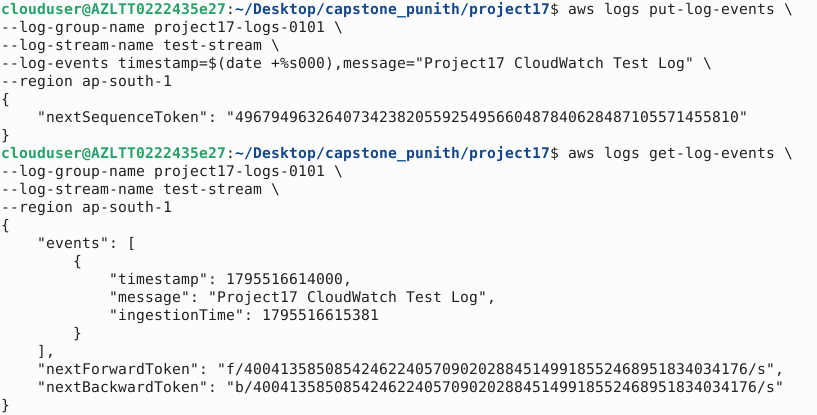 clouduser@AZLTT0222435e27:~/Desktop/capstone_punith/project17$ aws logs put-log-events \
--log-group-name project17-logs-0101 \
--log-stream-name test-stream \
--log-events timestamp=$(date +%s000),message="Project17 CloudWatch Test Log" \
--region ap-south-1
{
    "nextSequenceToken": "49679496326407342382055925495660487840628487105571455810"
}
clouduser@AZLTT0222435e27:~/Desktop/capstone_punith/project17$ aws logs get-log-events \
--log-group-name project17-logs-0101 \
--log-stream-name test-stream \
--region ap-south-1
{
    "events": [
        {
            "timestamp": 1795516614000,
            "message": "Project17 CloudWatch Test Log",
            "ingestionTime": 1795516615381
        }
    ],
    "nextForwardToken": "f/40041358508542462240570902028845149918552468951834034176/s",
    "nextBackwardToken": "b/40041358508542462240570902028845149918552468951834034176/s"
}